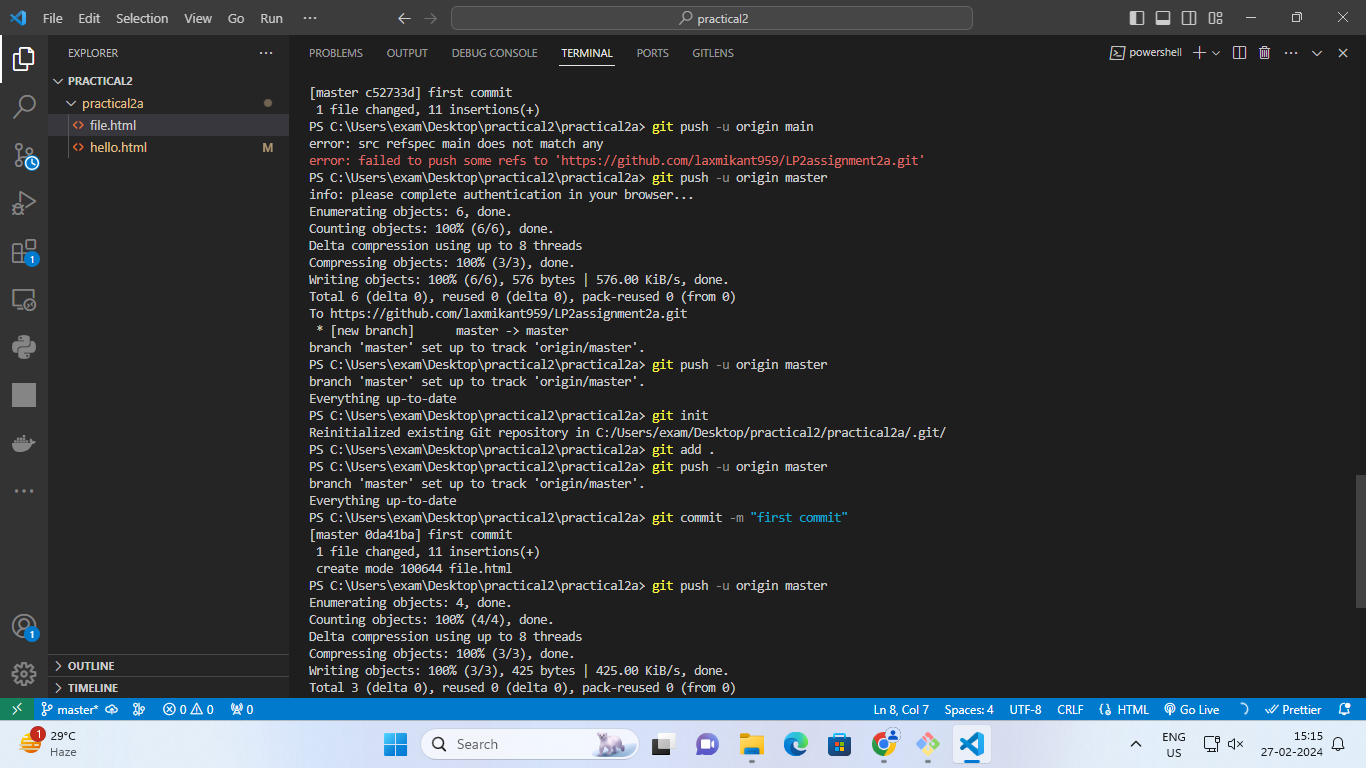 File Edit Selection View Go Run ··· practical2
EXPLORER ···
PRACTICAL2
practical2a
file.html
hello.html M
OUTLINE
TIMELINE
PROBLEMS OUTPUT DEBUG CONSOLE TERMINAL PORTS GITLENS powershell
[master c52733d] first commit
 1 file changed, 11 insertions(+)
PS C:\Users\exam\Desktop\practical2\practical2a> git push -u origin main
error: src refspec main does not match any
error: failed to push some refs to 'https://github.com/laxmikant959/LP2assignment2a.git'
PS C:\Users\exam\Desktop\practical2\practical2a> git push -u origin master
info: please complete authentication in your browser...
Enumerating objects: 6, done.
Counting objects: 100% (6/6), done.
Delta compression using up to 8 threads
Compressing objects: 100% (3/3), done.
Writing objects: 100% (6/6), 576 bytes | 576.00 KiB/s, done.
Total 6 (delta 0), reused 0 (delta 0), pack-reused 0 (from 0)
To https://github.com/laxmikant959/LP2assignment2a.git
 * [new branch]      master -> master
branch 'master' set up to track 'origin/master'.
PS C:\Users\exam\Desktop\practical2\practical2a> git push -u origin master
branch 'master' set up to track 'origin/master'.
Everything up-to-date
PS C:\Users\exam\Desktop\practical2\practical2a> git init
Reinitialized existing Git repository in C:/Users/exam/Desktop/practical2/practical2a/.git/
PS C:\Users\exam\Desktop\practical2\practical2a> git add .
PS C:\Users\exam\Desktop\practical2\practical2a> git push -u origin master
branch 'master' set up to track 'origin/master'.
Everything up-to-date
PS C:\Users\exam\Desktop\practical2\practical2a> git commit -m "first commit"
[master 0da41ba] first commit
 1 file changed, 11 insertions(+)
 create mode 100644 file.html
PS C:\Users\exam\Desktop\practical2\practical2a> git push -u origin master
Enumerating objects: 4, done.
Counting objects: 100% (4/4), done.
Delta compression using up to 8 threads
Compressing objects: 100% (3/3), done.
Writing objects: 100% (3/3), 425 bytes | 425.00 KiB/s, done.
Total 3 (delta 0), reused 0 (delta 0), pack-reused 0 (from 0)
1
1
master* 0 0 0 Ln 8, Col 7 Spaces: 4 UTF-8 CRLF HTML Go Live Prettier
1 29°C
Haze
Search
ENG
US
15:15
27-02-2024